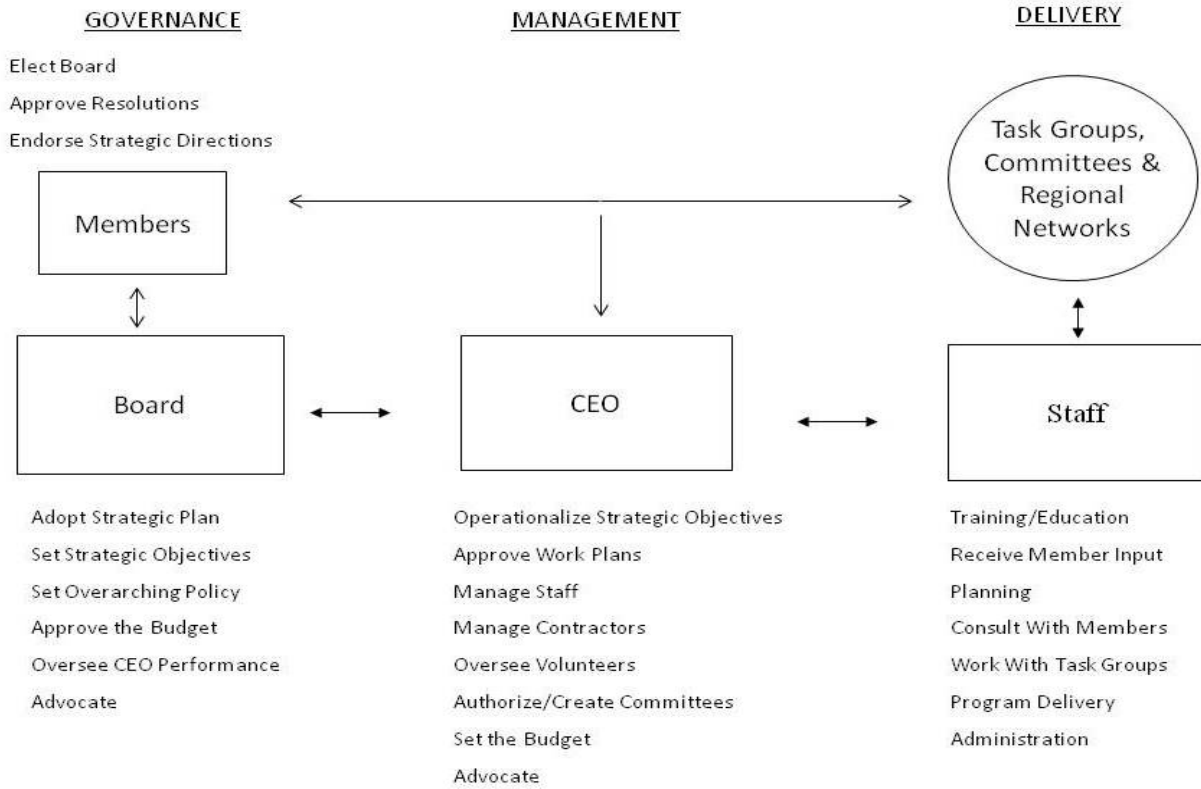 GOVERNANCE
Elect Board
Approve Resolutions
Endorse Strategic Directions
Members
Board
Adopt Strategic Plan
Set Strategic Objectives
Set Overarching Policy
Approve the Budget
Oversee CEO Performance
Advocate
MANAGEMENT
CEO
Operationalize Strategic Objectives
Approve Work Plans
Manage Staff
Manage Contractors
Oversee Volunteers
Authorize/Create Committees
Set the Budget
Advocate
DELIVERY
Task Groups,
Committees &
Regional
Networks
Staff
Training/Education
Receive Member Input
Planning
Consult With Members
Work With Task Groups
Program Delivery
Administration